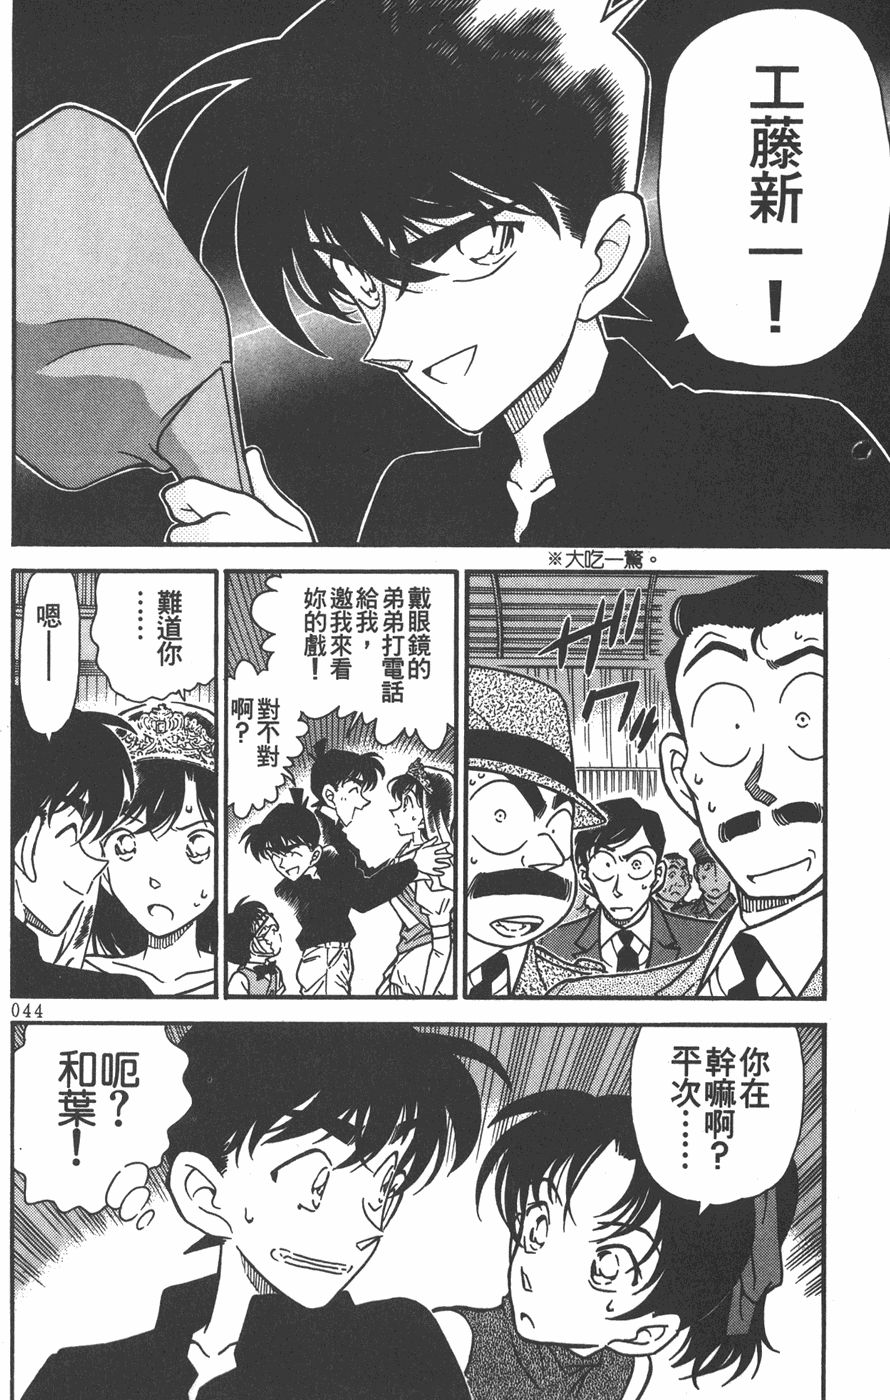 工藤新一！
※大吃一驚。
戴眼鏡的
弟弟打電話
給我，
邀我來看
妳的戲！
對不對
啊？
難道你
……
嗯──
044
你在
幹嘛啊？
平次……
呃？
和葉！